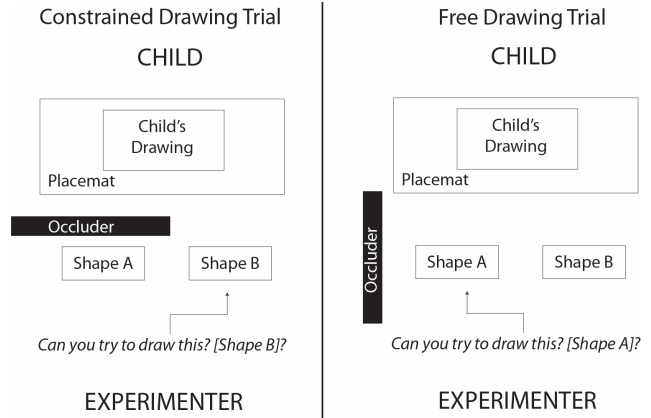 Constrained Drawing Trial
CHILD
Child's
Drawing
Placemat
Occluder
Shape A
Shape B
Can you try to draw this? [Shape B]?
EXPERIMENTER
Free Drawing Trial
CHILD
Child's
Drawing
Placemat
Occluder
Shape A
Shape B
Can you try to draw this? [Shape A]?
EXPERIMENTER